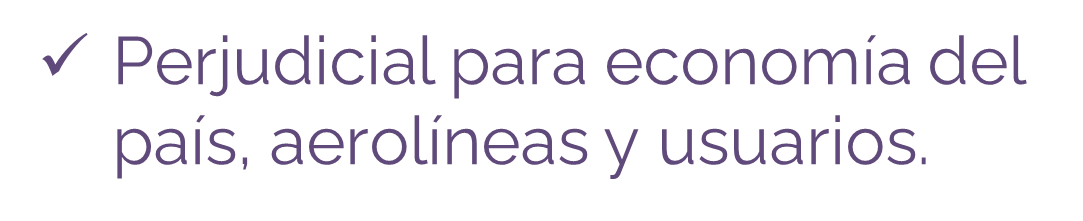 ✓ Perjudicial para economía del
país, aerolíneas y usuarios.